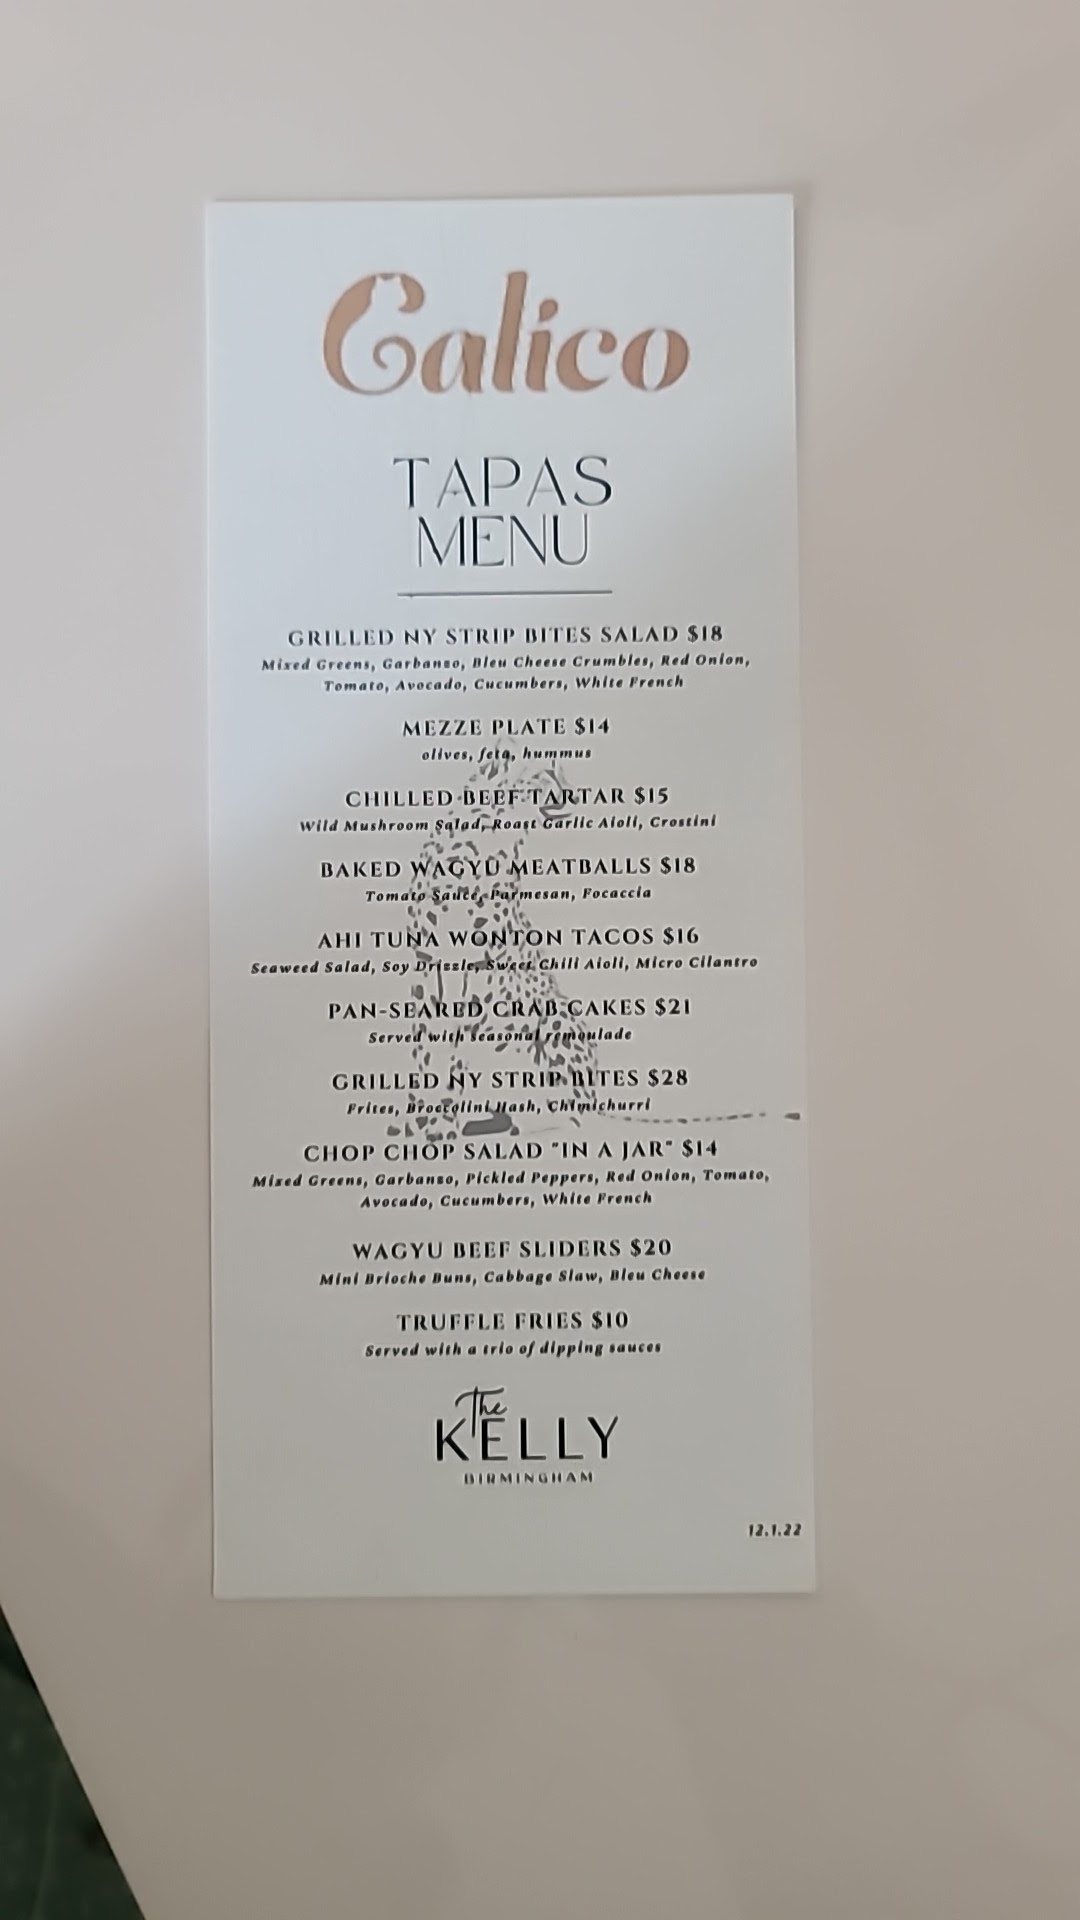 Calico
TAPAS
MENU
GRILLED NY STRIP BITES SALAD $18
Mixed Greens, Garbanzo, Bleu Cheese Crumbles, Red Onion,
Tomato, Avocado, Cucumbers, White French
MEZZE PLATE $14
olives, feta, hummus
CHILLED BEEF TARTAR $15
Wild Mushroom Salad, Roast Garlic Aioli, Crostini
BAKED WAGYU MEATBALLS $18
Tomato Sauce, Parmesan, Focaccia
AHI TUNA WONTON TACOS $16
Seaweed Salad, Soy Drizzle, Sweet Chili Aioli, Micro Cilantro
PAN-SEARED CRAB CAKES $21
Served with seasonal remoulade
GRILLED NY STRIP BITES $28
Frites, Broccolini Hash, Chimichurri
CHOP CHOP SALAD "IN A JAR" $14
Mixed Greens, Garbanzo, Pickled Peppers, Red Onion, Tomato,
Avocado, Cucumbers, White French
WAGYU BEEF SLIDERS $20
Mini Brioche Buns, Cabbage Slaw, Bleu Cheese
TRUFFLE FRIES $10
Served with a trio of dipping sauces
The
KELLY
BIRMINGHAM
12.1.22